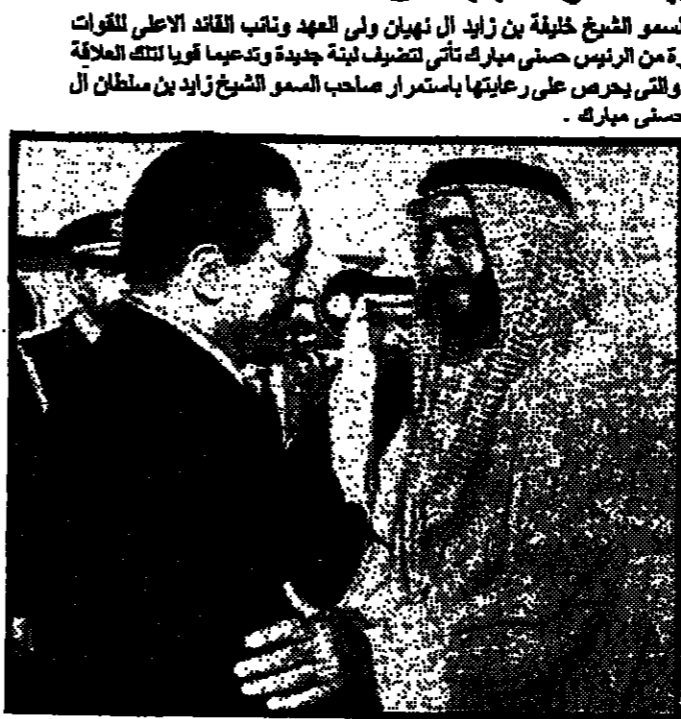 السمو الشيخ خليفة بن زايد ال نهيان ولى العهد ونائب القائد الاعلى للقوات
رة من الرئيس حسنى مبارك تأتى لتضيف لبنة جديدة وتدعيما قويا لتلك العلاقة
والتى يحرص على رعايتها باستمرار صاحب السمو الشيخ زايد بن سلطان ال
حسنى مبارك .